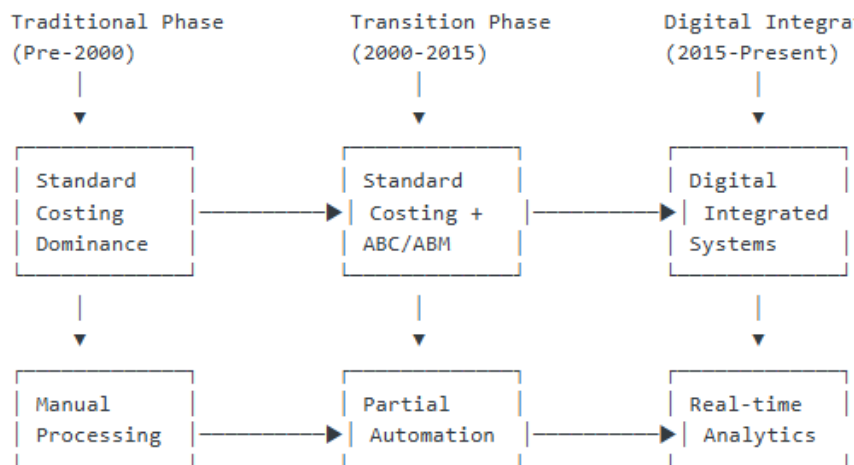 Traditional Phase
(Pre-2000)
Transition Phase
(2000-2015)
Digital Integra
(2015-Present)
Standard
Costing
Dominance
Standard
Costing +
ABC/ABM
Digital
Integrated
Systems
Manual
Processing
Partial
Automation
Real-time
Analytics